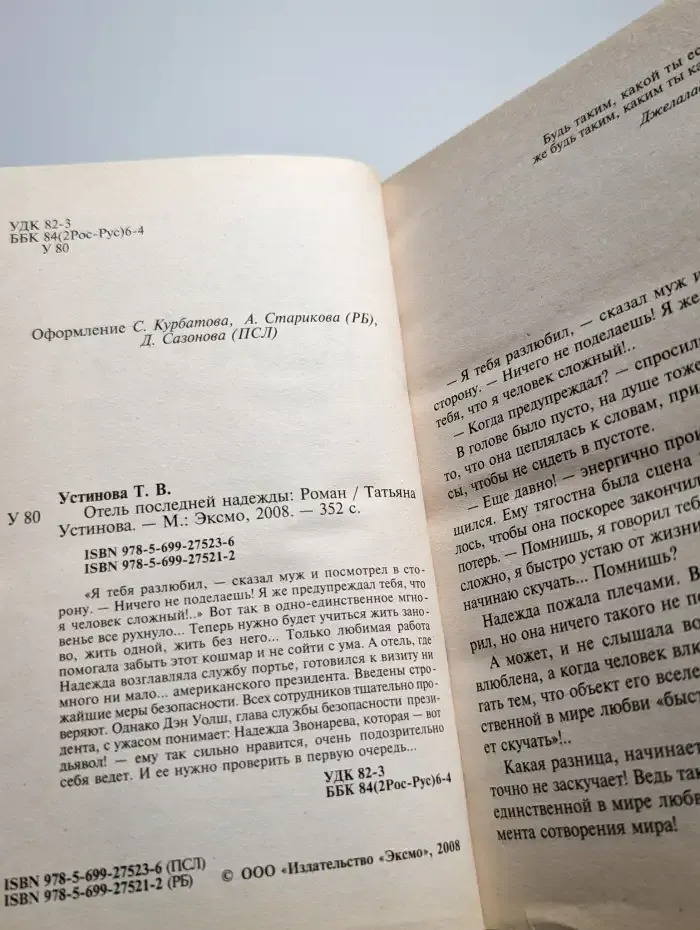 УДК 82-3
ББК 84(2Рос-Рус)6-4
У 80
Оформление С. Курбатова, А. Старикова (РБ),
Д. Сазонова (ПСЛ)
Устинова Т. В.
У 80 Отель последней надежды: Роман / Татьяна
Устинова. — М.: Эксмо, 2008. — 352 с.
ISBN 978-5-699-27523-6
ISBN 978-5-699-27521-2
«Я тебя разлюбил, — сказал муж и посмотрел в сто-
рону. — Ничего не поделаешь! Я же предупреждал тебя, что
я человек сложный!..» Вот так в одно-единственное мгно-
венье все рухнуло... Теперь нужно будет учиться жить зано-
во, жить одной, жить без него... Только любимая работа
помогала забыть этот кошмар и не сойти с ума. А отель, где
Надежда возглавляла службу портье, готовился к визиту ни
много ни мало... американского президента. Введены стро-
жайшие меры безопасности. Всех сотрудников тщательно про-
веряют. Однако Дэн Уолш, глава службы безопасности прези-
дента, с ужасом понимает: Надежда Звонарева, которая — вот
дьявол! — ему так сильно нравится, очень подозрительно
себя ведет. И ее нужно проверить в первую очередь...
УДК 82-3
ББК 84(2Рос-Рус)6-4
ISBN 978-5-699-27523-6 (ПСЛ)
ISBN 978-5-699-27521-2 (РБ)
© ООО «Издательство «Эксмо», 2008
Будь таким, какой ты
же будь таким, каким ты
— Я тебя разлюбил, — сказал муж и
сторону. — Ничего не поделаешь! Я же
тебя, что я человек сложный!..
— Когда предупреждал? —
В голове было пусто, на душе тоже
то, что она цеплялась к словам,
сы, чтобы не сидеть в пустоте.
— Еще давно! — энергично
щился. Ему тягостна была сцена
лось, чтобы она поскорее
потерь. — Помнишь, я говорил
сложно, я быстро устаю от
начинаю скучать... Помнишь?
Надежда пожала плечами.
рил, но она ничего такого не
А может, и не слышала
влюблена, а когда человек
гать тем, что объект его
ственной в мире любви
ет скучать»!..
Какая разница, начинает
точно не заскучает! Ведь
единственной в мире
мента сотворения мира!